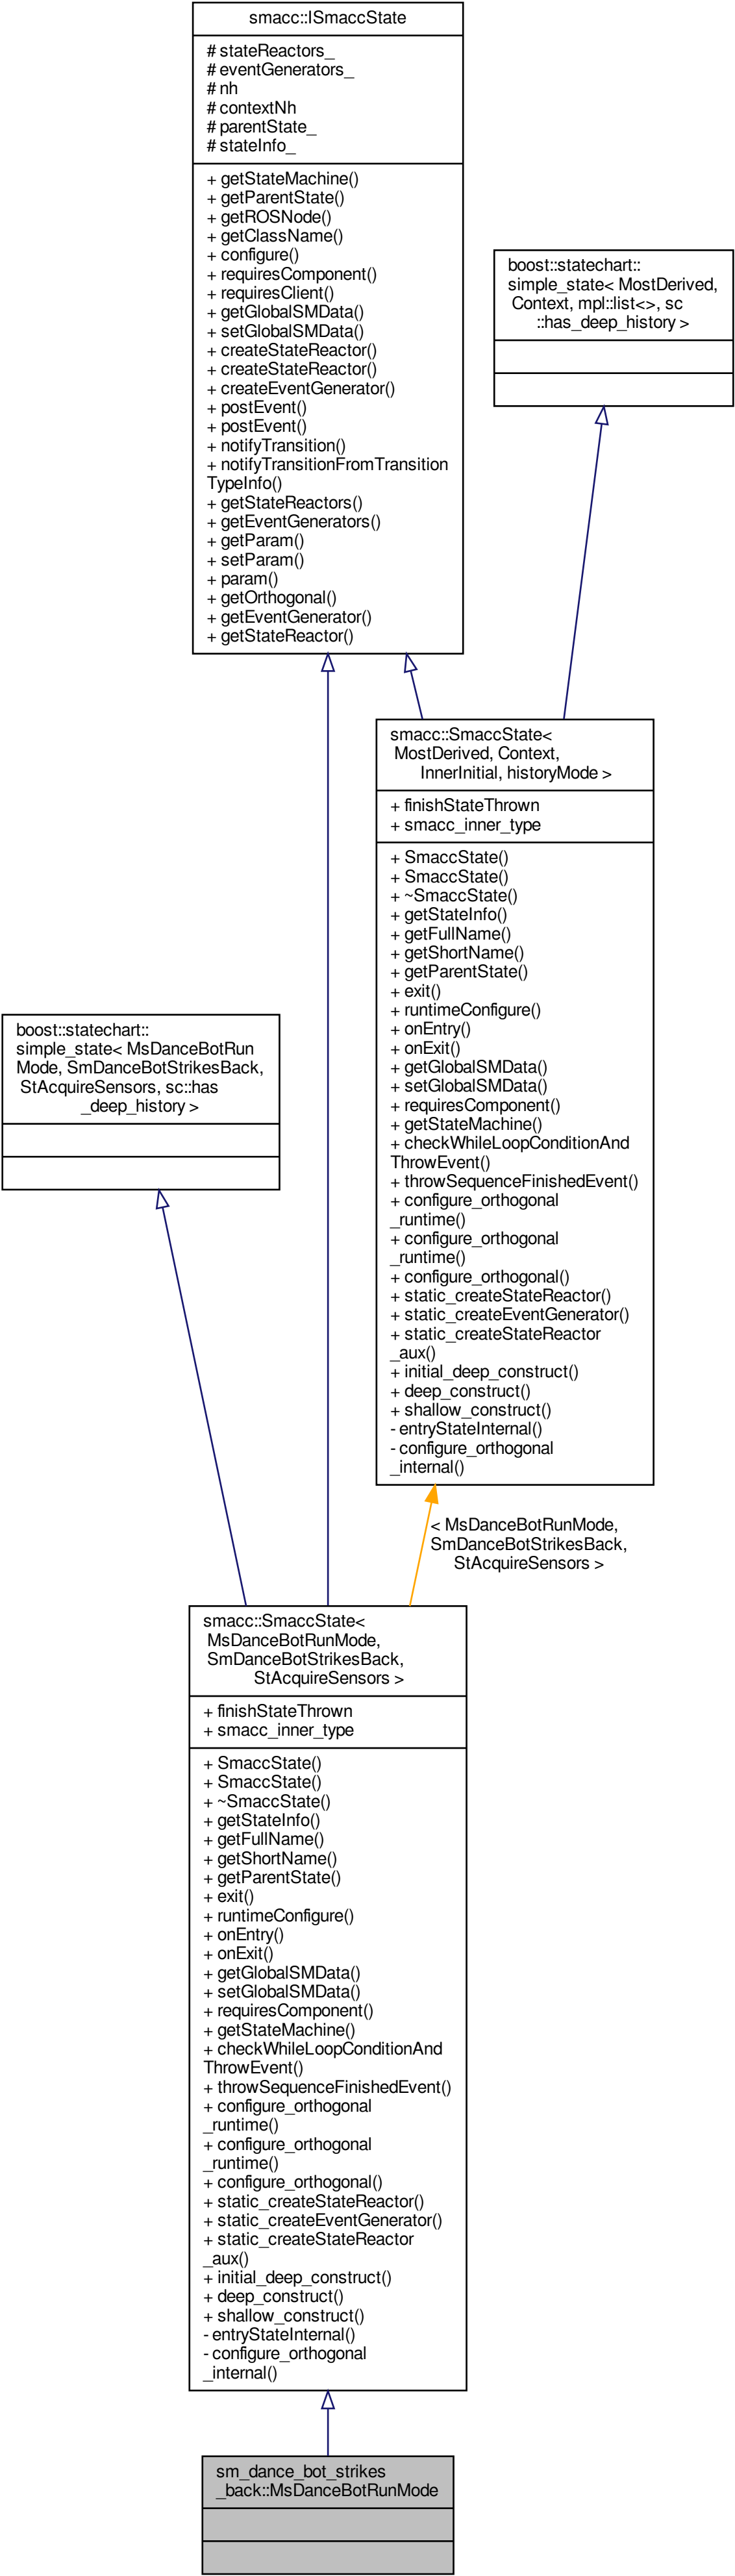 smacc::ISmaccState
# stateReactors_
# eventGenerators_
# nh
# contextNh
# parentState_
# stateInfo_
+ getStateMachine()
+ getParentState()
+ getROSNode()
+ getClassName()
+ configure()
+ requiresComponent()
+ requiresClient()
+ getGlobalSMData()
+ setGlobalSMData()
+ createStateReactor()
+ createStateReactor()
+ createEventGenerator()
+ postEvent()
+ postEvent()
+ notifyTransition()
+ notifyTransitionFromTransition
TypeInfo()
+ getStateReactors()
+ getEventGenerators()
+ getParam()
+ setParam()
+ param()
+ getOrthogonal()
+ getEventGenerator()
+ getStateReactor()
boost::statechart::
simple_state< MostDerived,
Context, mpl::list<>, sc
::has_deep_history >
smacc::SmaccState<
MostDerived, Context,
InnerInitial, historyMode >
+ finishStateThrown
+ smacc_inner_type
+ SmaccState()
+ SmaccState()
+ ~SmaccState()
+ getStateInfo()
+ getFullName()
+ getShortName()
+ getParentState()
+ exit()
+ runtimeConfigure()
+ onEntry()
+ onExit()
+ getGlobalSMData()
+ setGlobalSMData()
+ requiresComponent()
+ getStateMachine()
+ checkWhileLoopConditionAnd
ThrowEvent()
+ throwSequenceFinishedEvent()
+ configure_orthogonal
_runtime()
+ configure_orthogonal
_runtime()
+ configure_orthogonal()
+ static_createStateReactor()
+ static_createEventGenerator()
+ static_createStateReactor
_aux()
+ initial_deep_construct()
+ deep_construct()
+ shallow_construct()
- entryStateInternal()
- configure_orthogonal
_internal()
boost::statechart::
simple_state< MsDanceBotRun
Mode, SmDanceBotStrikesBack,
StAcquireSensors, sc::has
_deep_history >
< MsDanceBotRunMode,
SmDanceBotStrikesBack,
StAcquireSensors >
smacc::SmaccState<
MsDanceBotRunMode,
SmDanceBotStrikesBack,
StAcquireSensors >
+ finishStateThrown
+ smacc_inner_type
+ SmaccState()
+ SmaccState()
+ ~SmaccState()
+ getStateInfo()
+ getFullName()
+ getShortName()
+ getParentState()
+ exit()
+ runtimeConfigure()
+ onEntry()
+ onExit()
+ getGlobalSMData()
+ setGlobalSMData()
+ requiresComponent()
+ getStateMachine()
+ checkWhileLoopConditionAnd
ThrowEvent()
+ throwSequenceFinishedEvent()
+ configure_orthogonal
_runtime()
+ configure_orthogonal
_runtime()
+ configure_orthogonal()
+ static_createStateReactor()
+ static_createEventGenerator()
+ static_createStateReactor
_aux()
+ initial_deep_construct()
+ deep_construct()
+ shallow_construct()
- entryStateInternal()
- configure_orthogonal
_internal()
sm_dance_bot_strikes
_back::MsDanceBotRunMode